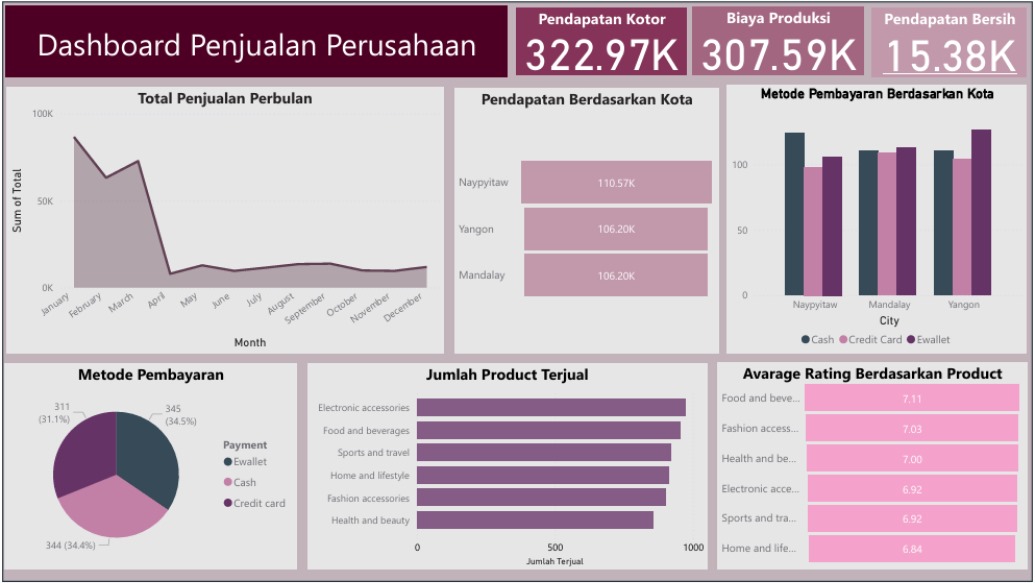 Dashboard Penjualan Perusahaan
Pendapatan Kotor
322.97K
Biaya Produksi
307.59K
Pendapatan Bersih
15.38K
Total Penjualan Perbulan
Sum of Total
100K
50K
0K
January
February
March
April
May
June
July
August
September
October
November
December
Month
Pendapatan Berdasarkan Kota
Naypyitaw 110.57K
Yangon 106.20K
Mandalay 106.20K
Metode Pembayaran Berdasarkan Kota
100
50
0
Naypyitaw Mandalay Yangon
City
Cash Credit Card Ewallet
Metode Pembayaran
311
(31.1%)
345
(34.5%)
344 (34.4%)
Payment
Ewallet
Cash
Credit card
Jumlah Product Terjual
Electronic accessories
Food and beverages
Sports and travel
Home and lifestyle
Fashion accessories
Health and beauty
0 500 1000
Jumlah Terjual
Avarage Rating Berdasarkan Product
Food and beve... 7.11
Fashion access... 7.03
Health and be... 7.00
Electronic acce... 6.92
Sports and tra... 6.92
Home and life... 6.84